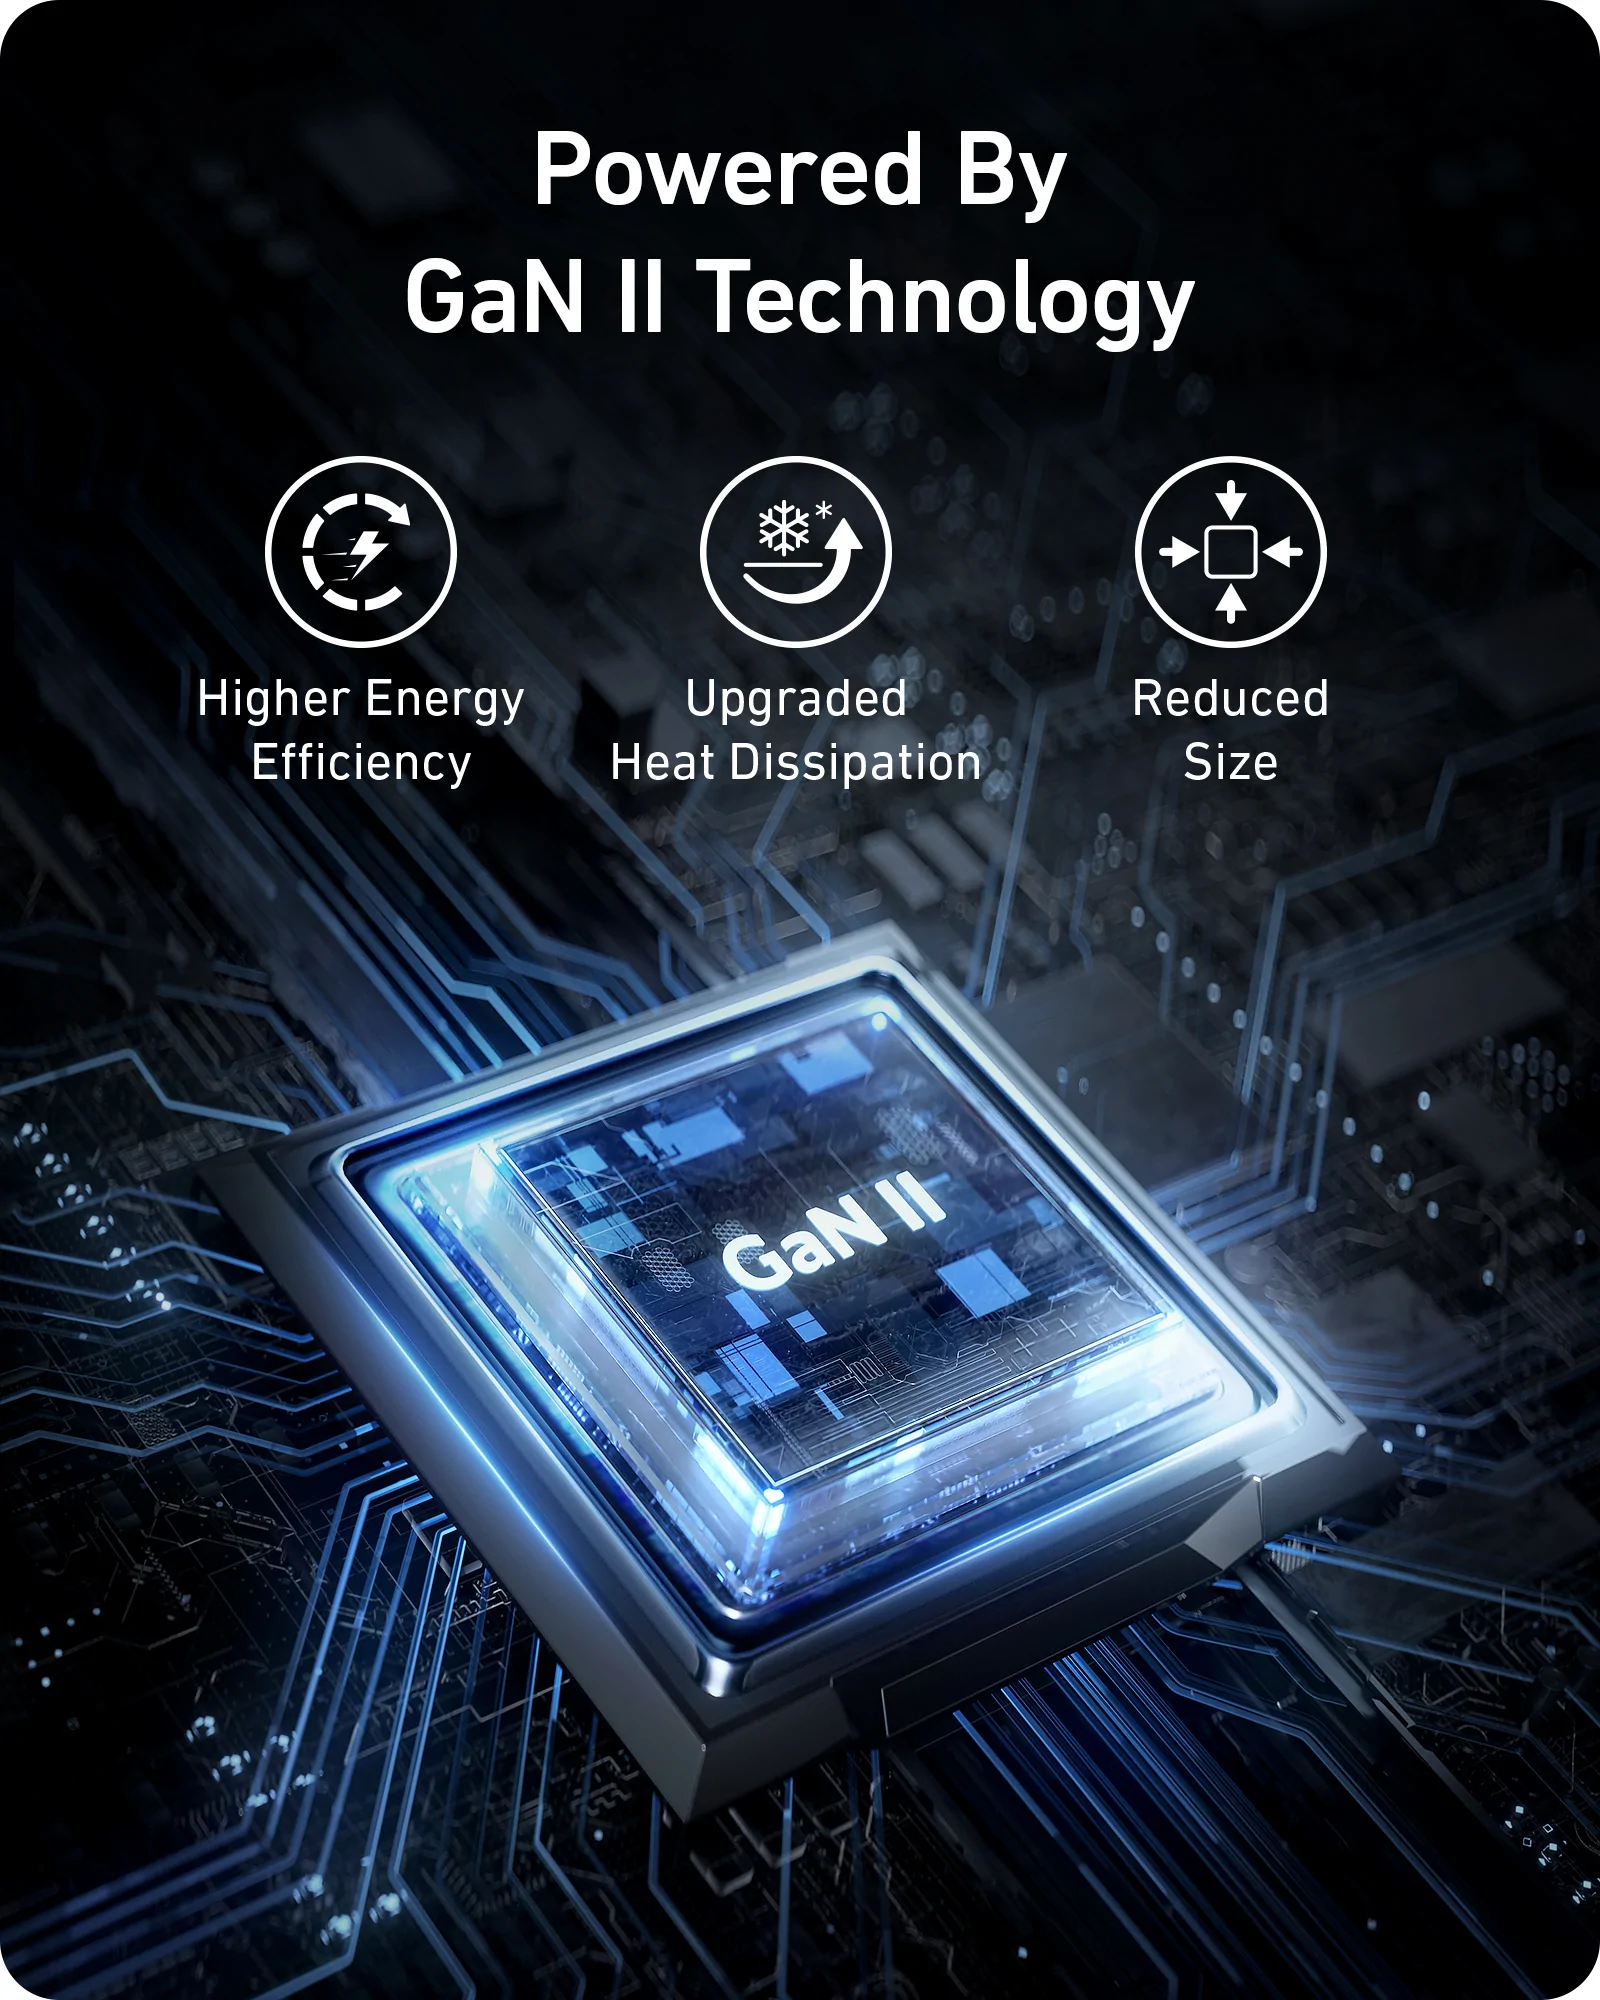 Powered By
GaN II Technology
Higher Energy
Efficiency
Upgraded
Heat Dissipation
Reduced
Size
GaN II